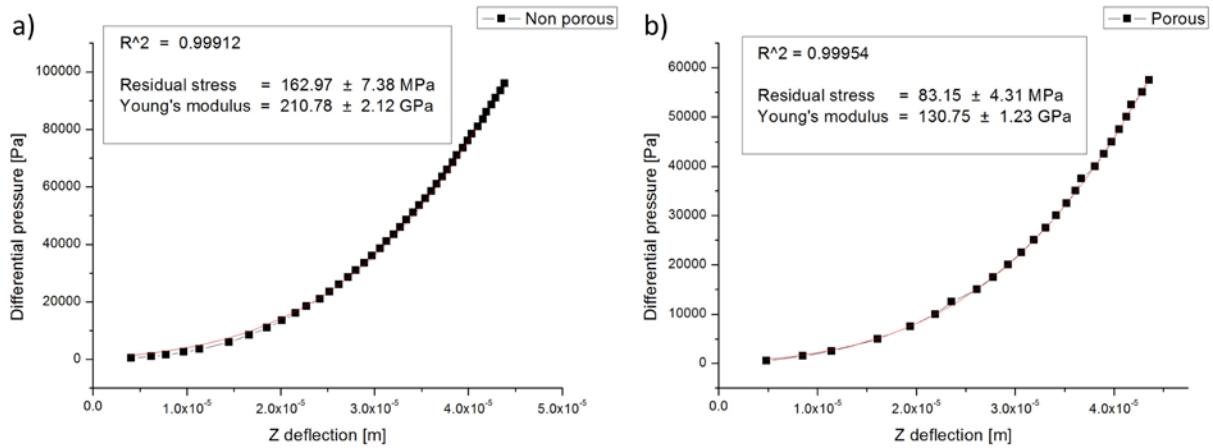 a)
Non porous
R^2 = 0.99912
Residual stress = 162.97 ± 7.38 MPa
Young's modulus = 210.78 ± 2.12 GPa
Differential pressure [Pa]
100000
80000
60000
40000
20000
0
0.0 1.0x10⁻⁵ 2.0x10⁻⁵ 3.0x10⁻⁵ 4.0x10⁻⁵ 5.0x10⁻⁵
Z deflection [m]
b)
Porous
R^2 = 0.99954
Residual stress = 83.15 ± 4.31 MPa
Young's modulus = 130.75 ± 1.23 GPa
Differential pressure [Pa]
60000
50000
40000
30000
20000
10000
0
0.0 1.0x10⁻⁵ 2.0x10⁻⁵ 3.0x10⁻⁵ 4.0x10⁻⁵
Z deflection [m]